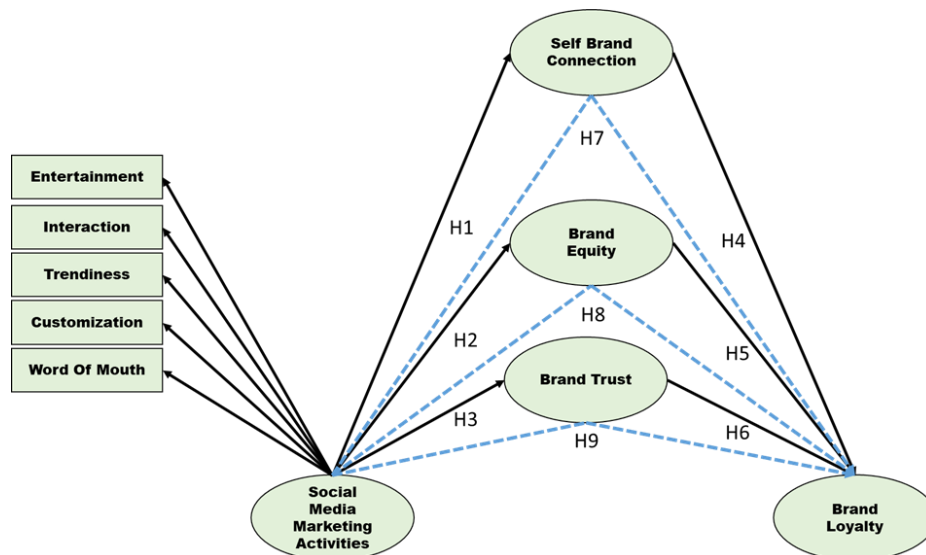 Self Brand
Connection
H7
Entertainment
Interaction
H1
Brand
Equity
H4
Trendiness
Customization
H8
H2
H5
Word Of Mouth
Brand Trust
H3
H9
H6
Social
Media
Marketing
Activities
Brand
Loyalty